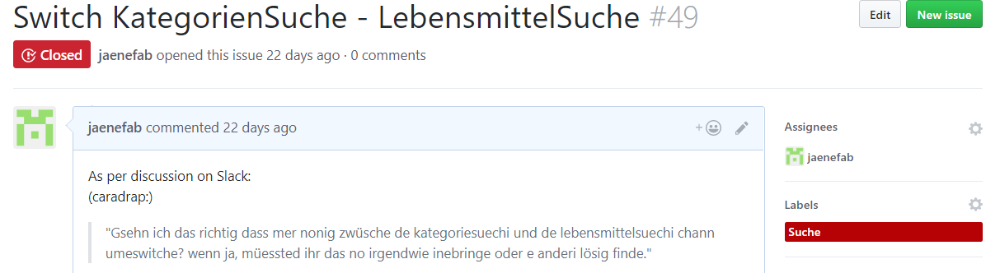 Switch KategorienSuche - LebensmittelSuche #49
Edit
New issue
Closed
jaenefab opened this issue 22 days ago · 0 comments
jaenefab commented 22 days ago
Assignees
jaenefab
As per discussion on Slack:
(caradrap:)
Labels
Suche
"Gsehn ich das richtig dass mer nonig zwüsche de kategoriesuechi und de lebensmittelsuechi chann
umeswitche? wenn ja, müessted ihr das no irgendwie inebringe oder e anderi lösig finde."